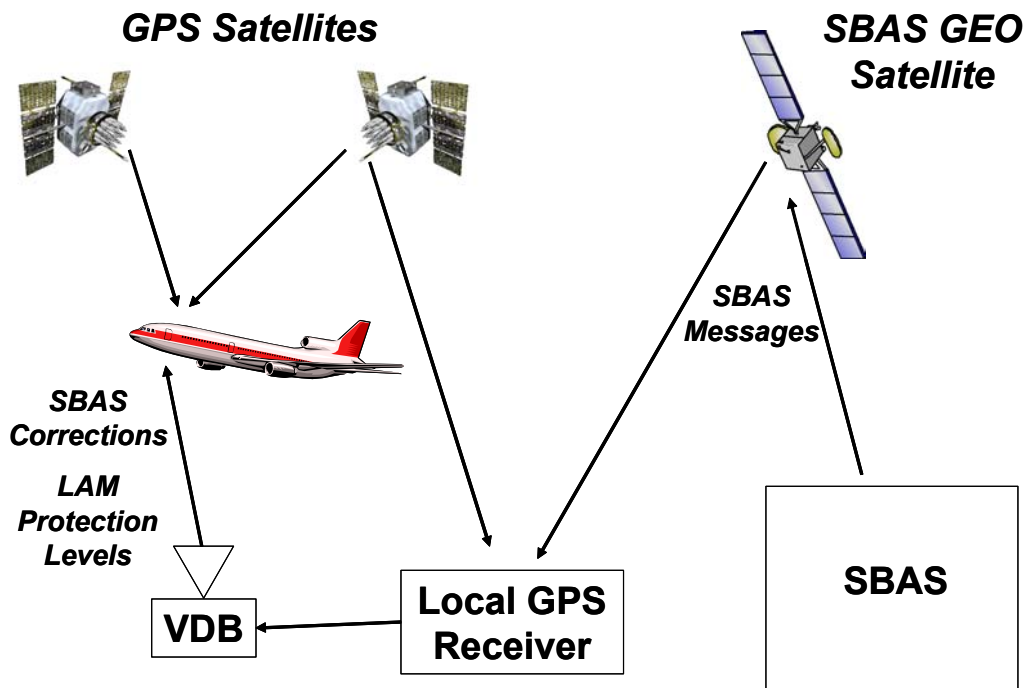 GPS Satellites
SBAS GEO
Satellite
SBAS
Messages
SBAS
Corrections
LAM
Protection
Levels
VDB
Local GPS
Receiver
SBAS